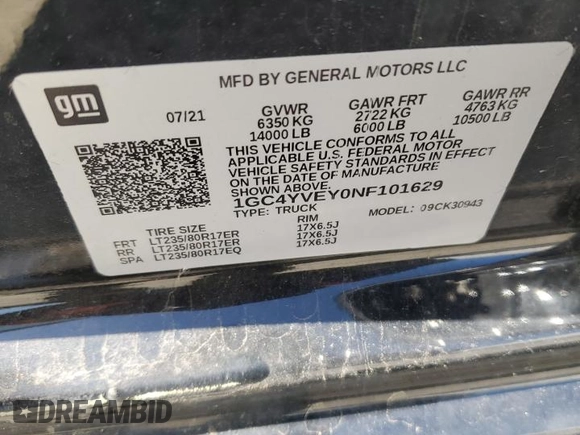 MFD BY GENERAL MOTORS LLC
gm
07/21 GVWR GAWR FRT GAWR RR
6350 KG 2722 KG 4763 KG
14000 LB 6000 LB 10500 LB
THIS VEHICLE CONFORMS TO ALL
APPLICABLE U.S. FEDERAL MOTOR
VEHICLE SAFETY STANDARDS IN EFFECT
ON THE DATE OF MANUFACTURE
SHOWN ABOVE.
1GC4YVEY0NF101629
TYPE: TRUCK MODEL: 09CK30943
TIRE SIZE RIM
FRT LT235/80R17ER 17X6.5J
RR LT235/80R17ER 17X6.5J
SPA LT235/80R17EQ 17X6.5J
DREAMBID